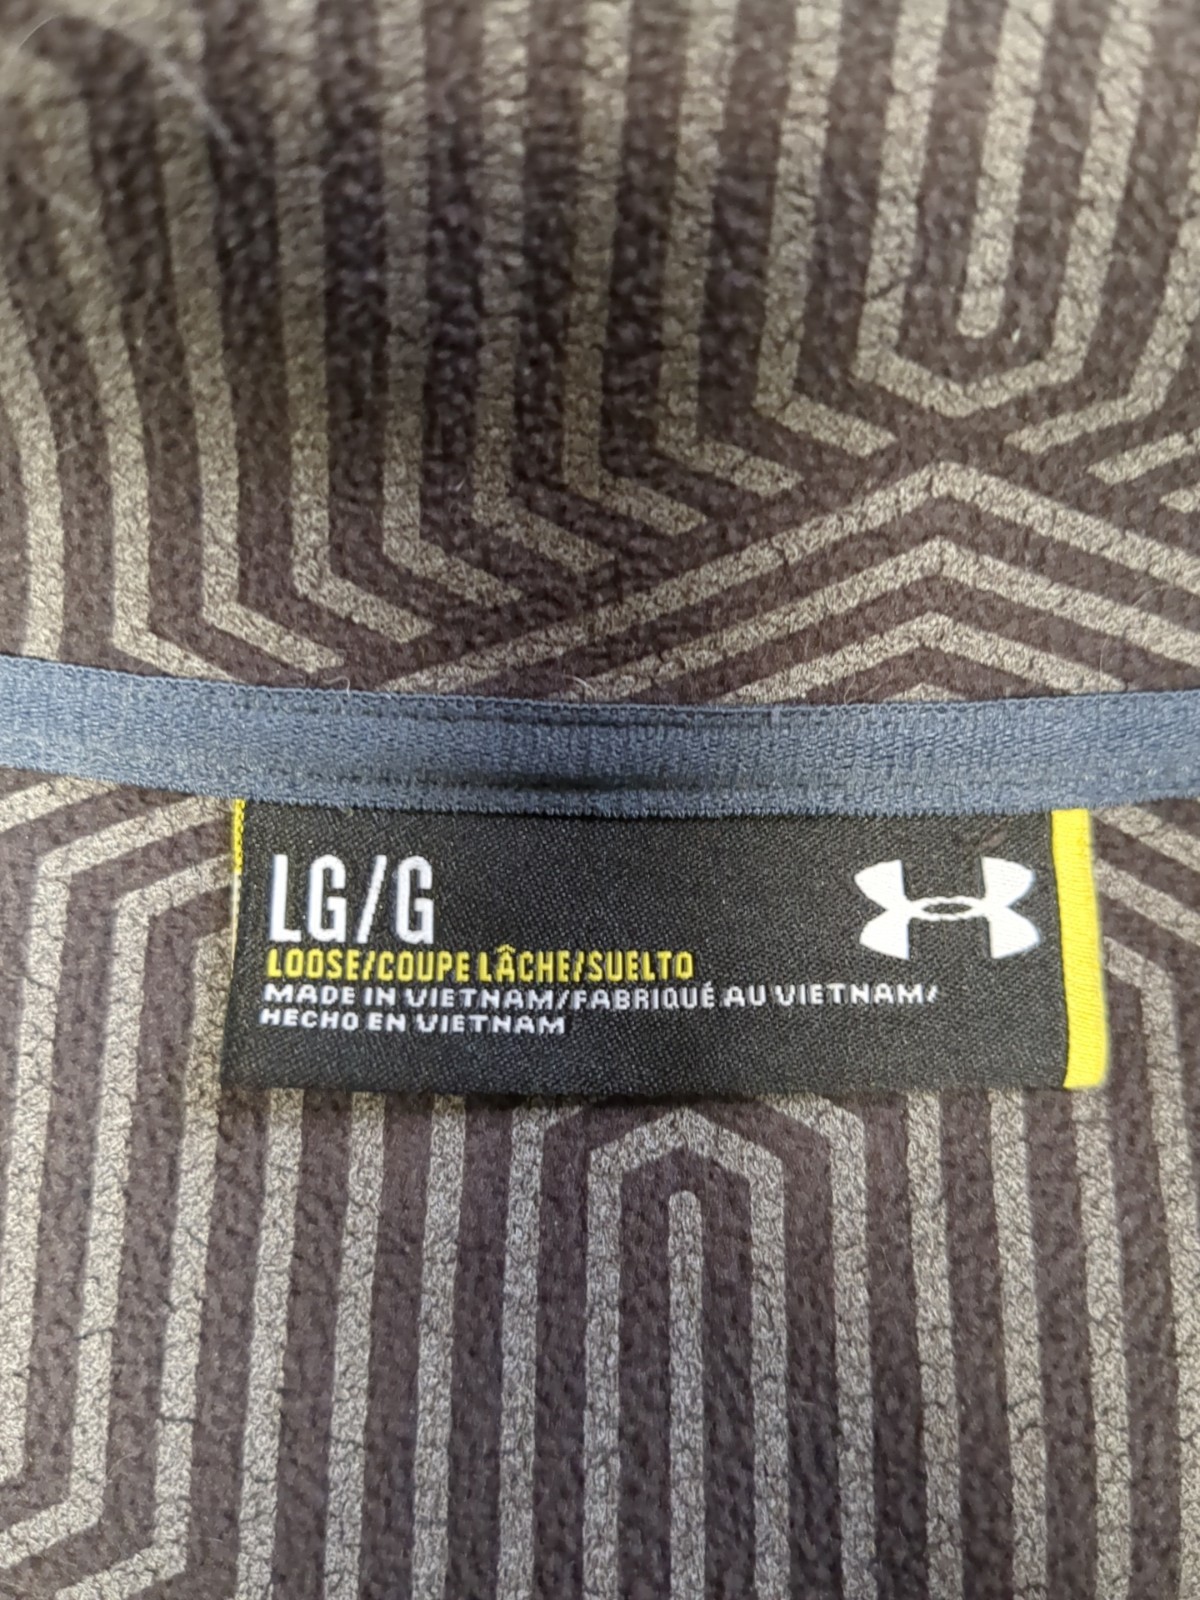 LG/G
LOOSE/COUPE LÂCHE/SUELTO
MADE IN VIETNAM/FABRIQUÉ AU VIETNAM/
HECHO EN VIETNAM